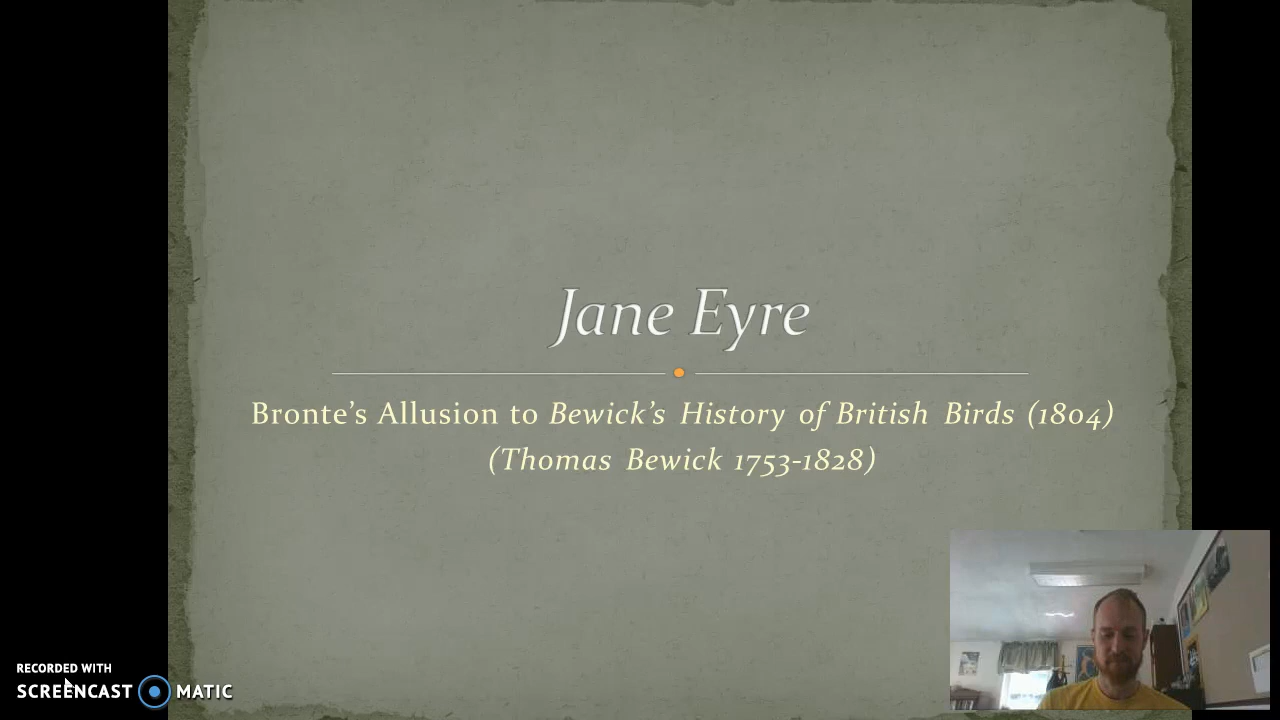 Jane Eyre
Bronte’s Allusion to Bewick’s History of British Birds (1804)
(Thomas Bewick 1753-1828)
RECORDED WITH
SCREENCAST MATIC